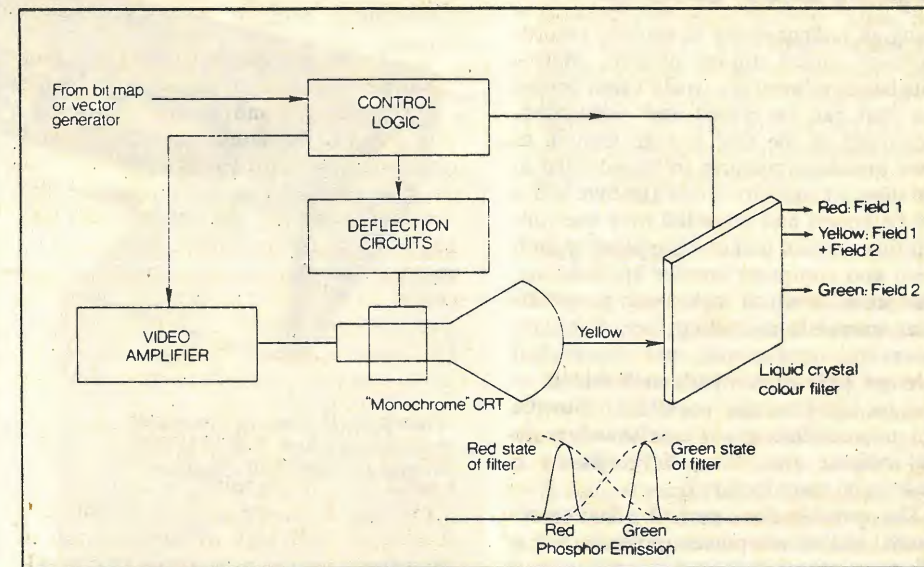 From bit map
or vector
generator
CONTROL
LOGIC
DEFLECTION
CIRCUITS
VIDEO
AMPLIFIER
"Monochrome" CRT
Yellow
Red: Field 1
Yellow: Field 1
+ Field 2
Green: Field 2
Liquid crystal
colour filter
Red state
of filter
Green state
of filter
Red Green
Phosphor Emission